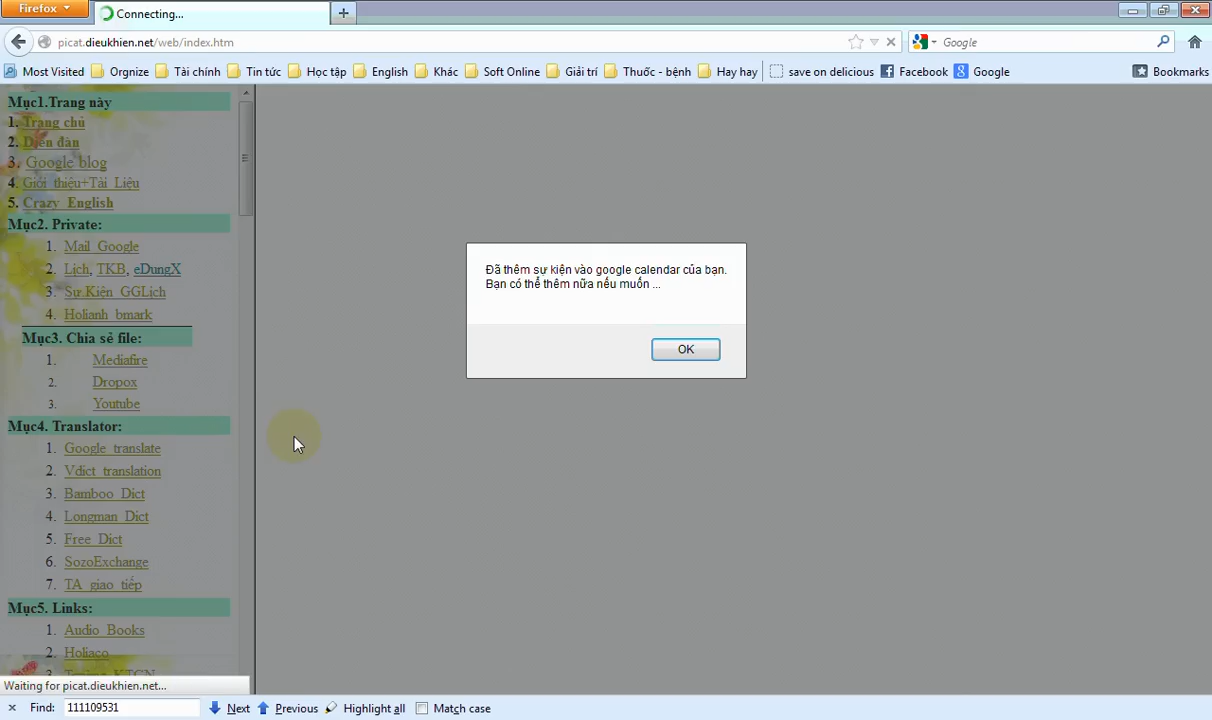 Firefox
Connecting...
picat.dieukhien.net/web/index.htm
Google
Most Visited
Orgnize
Tài chính
Tin tức
Học tập
English
Khác
Soft Online
Giải trí
Thuốc - bệnh
Hay hay
save on delicious
Facebook
Google
Bookmarks
Mục1.Trang này
1. Trang chủ
2. Diễn đàn
3. Google blog
4. Giới thiệu+Tài Liệu
5. Crazy English
Mục2. Private:
1. Mail Google
2. Lịch, TKB, eDungX
3. Sự Kiện GGLịch
4. Holianh bmark
Mục3. Chia sẻ file:
1. Mediafire
2. Dropox
3. Youtube
Mục4. Translator:
1. Google translate
2. Vdict translation
3. Bamboo Dict
4. Longman Dict
5. Free Dict
6. SozoExchange
7. TA giao tiếp
Mục5. Links:
1. Audio Books
2. Holiaco
Đã thêm sự kiện vào google calendar của bạn.
Bạn có thể thêm nữa nếu muốn ...
OK
Waiting for picat.dieukhien.net...
Find: 111109531 Next Previous Highlight all Match case